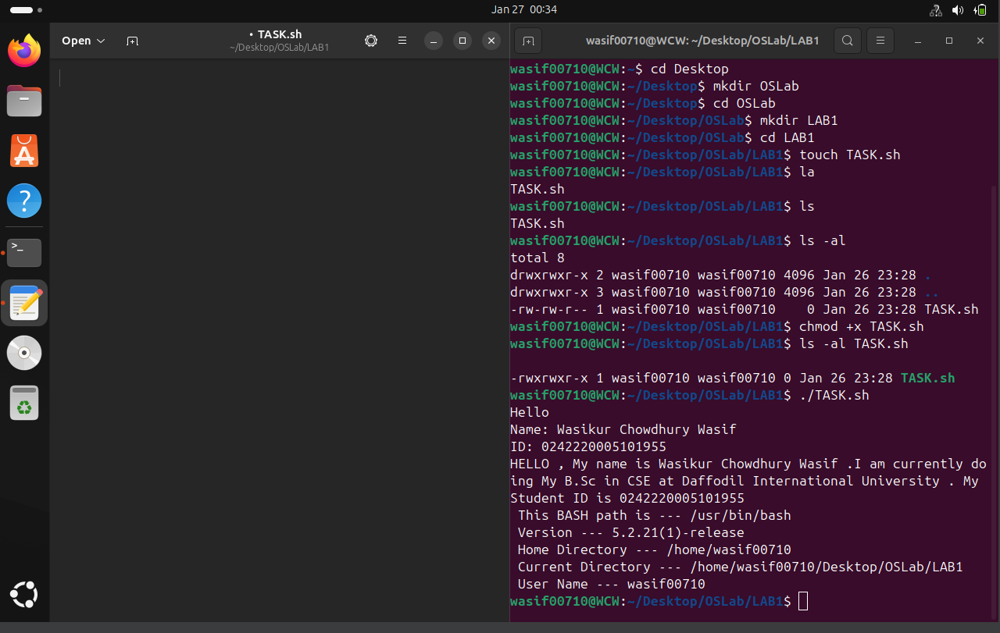 Jan 27 00:34
Open
• TASK.sh
~/Desktop/OSLab/LAB1
wasif00710@WCW: ~/Desktop/OSLab/LAB1
wasif00710@WCW:~$ cd Desktop
wasif00710@WCW:~/Desktop$ mkdir OSLab
wasif00710@WCW:~/Desktop$ cd OSLab
wasif00710@WCW:~/Desktop/OSLab$ mkdir LAB1
wasif00710@WCW:~/Desktop/OSLab$ cd LAB1
wasif00710@WCW:~/Desktop/OSLab/LAB1$ touch TASK.sh
wasif00710@WCW:~/Desktop/OSLab/LAB1$ la
TASK.sh
wasif00710@WCW:~/Desktop/OSLab/LAB1$ ls
TASK.sh
wasif00710@WCW:~/Desktop/OSLab/LAB1$ ls -al
total 8
drwxrwxr-x 2 wasif00710 wasif00710 4096 Jan 26 23:28 .
drwxrwxr-x 3 wasif00710 wasif00710 4096 Jan 26 23:28 ..
-rw-rw-r-- 1 wasif00710 wasif00710    0 Jan 26 23:28 TASK.sh
wasif00710@WCW:~/Desktop/OSLab/LAB1$ chmod +x TASK.sh
wasif00710@WCW:~/Desktop/OSLab/LAB1$ ls -al TASK.sh
-rwxrwxr-x 1 wasif00710 wasif00710 0 Jan 26 23:28 TASK.sh
wasif00710@WCW:~/Desktop/OSLab/LAB1$ ./TASK.sh
Hello
Name: Wasikur Chowdhury Wasif
ID: 0242220005101955
HELLO , My name is Wasikur Chowdhury Wasif .I am currently do
ing My B.Sc in CSE at Daffodil International University . My
Student ID is 0242220005101955
 This BASH path is --- /usr/bin/bash
 Version --- 5.2.21(1)-release
 Home Directory --- /home/wasif00710
 Current Directory --- /home/wasif00710/Desktop/OSLab/LAB1
 User Name --- wasif00710
wasif00710@WCW:~/Desktop/OSLab/LAB1$